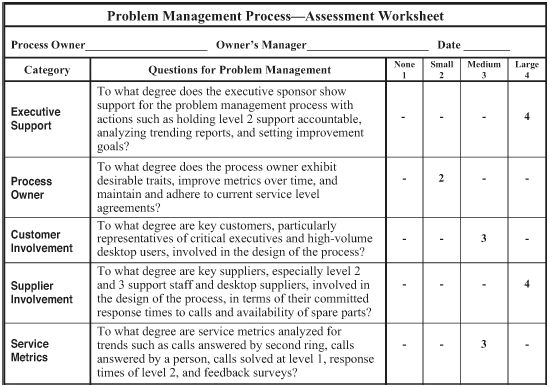 Problem Management Process—Assessment Worksheet
Process Owner____________________ Owner's Manager____________________ Date _______
Category Questions for Problem Management None 1 Small 2 Medium 3 Large 4
Executive Support
To what degree does the executive sponsor show
support for the problem management process with
actions such as holding level 2 support accountable,
analyzing trending reports, and setting improvement
goals?
- - - 4
Process Owner
To what degree does the process owner exhibit
desirable traits, improve metrics over time, and
maintain and adhere to current service level
agreements?
- 2 - -
Customer Involvement
To what degree are key customers, particularly
representatives of critical executives and high-volume
desktop users, involved in the design of the process?
- - 3 -
Supplier Involvement
To what degree are key suppliers, especially level 2
and 3 support staff and desktop suppliers, involved in
the design of the process, in terms of their committed
response times to calls and availability of spare parts?
- - - 4
Service Metrics
To what degree are service metrics analyzed for
trends such as calls answered by second ring, calls
answered by a person, calls solved at level 1, response
times of level 2, and feedback surveys?
- - 3 -